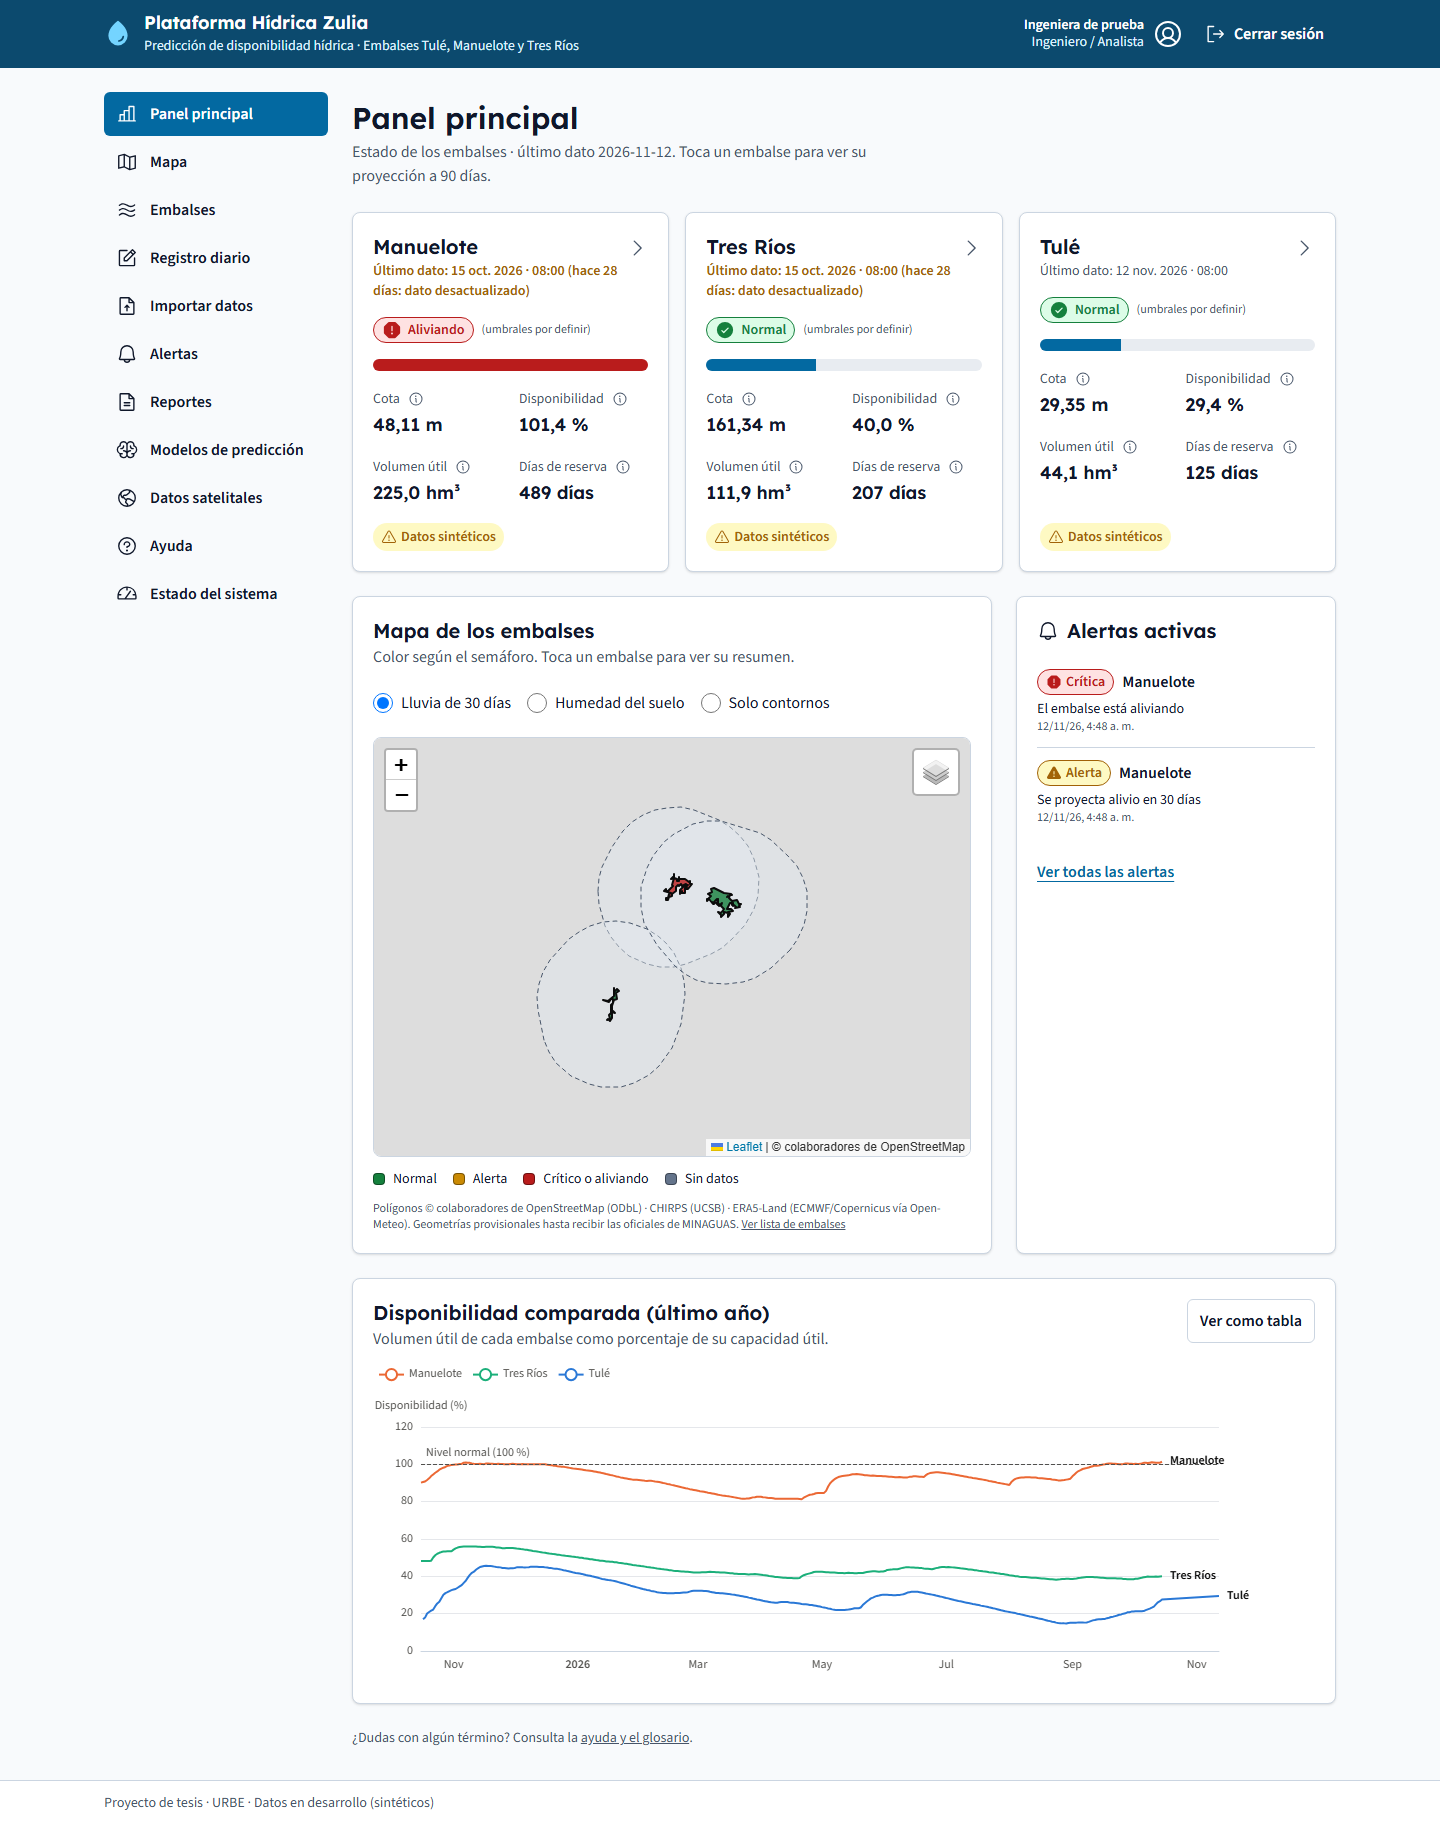 Plataforma Hídrica Zulia
Predicción de disponibilidad hídrica · Embalses Tulé, Manuelote y Tres Ríos
Ingeniera de prueba
Ingeniero / Analista
Cerrar sesión
Panel principal
Mapa
Embalses
Registro diario
Importar datos
Alertas
Reportes
Modelos de predicción
Datos satelitales
Ayuda
Estado del sistema
Panel principal
Estado de los embalses · último dato 2026-11-12. Toca un embalse para ver su
proyección a 90 días.
Manuelote
Último dato: 15 oct. 2026 · 08:00 (hace 28
días: dato desactualizado)
Aliviando (umbrales por definir)
Cota Disponibilidad
48,11 m 101,4 %
Volumen útil Días de reserva
225,0 hm³ 489 días
Datos sintéticos
Tres Ríos
Último dato: 15 oct. 2026 · 08:00 (hace 28
días: dato desactualizado)
Normal (umbrales por definir)
Cota Disponibilidad
161,34 m 40,0 %
Volumen útil Días de reserva
111,9 hm³ 207 días
Datos sintéticos
Tulé
Último dato: 12 nov. 2026 · 08:00
Normal (umbrales por definir)
Cota Disponibilidad
29,35 m 29,4 %
Volumen útil Días de reserva
44,1 hm³ 125 días
Datos sintéticos
Mapa de los embalses
Color según el semáforo. Toca un embalse para ver su resumen.
Lluvia de 30 días Humedad del suelo Solo contornos
+
−
Leaflet | © colaboradores de OpenStreetMap
Normal Alerta Crítico o aliviando Sin datos
Polígonos © colaboradores de OpenStreetMap (ODbL) · CHIRPS (UCSB) · ERA5-Land (ECMWF/Copernicus vía Open-
Meteo). Geometrías provisionales hasta recibir las oficiales de MINAGUAS. Ver lista de embalses
Alertas activas
Crítica Manuelote
El embalse está aliviando
12/11/26, 4:48 a. m.
Alerta Manuelote
Se proyecta alivio en 30 días
12/11/26, 4:48 a. m.
Ver todas las alertas
Disponibilidad comparada (último año)
Volumen útil de cada embalse como porcentaje de su capacidad útil.
Ver como tabla
Manuelote Tres Ríos Tulé
Disponibilidad (%)
120
Nivel normal (100 %)
100
Manuelote
80
60
40
Tres Ríos
Tulé
20
0
Nov 2026 Mar May Jul Sep Nov
¿Dudas con algún término? Consulta la ayuda y el glosario.
Proyecto de tesis · URBE · Datos en desarrollo (sintéticos)